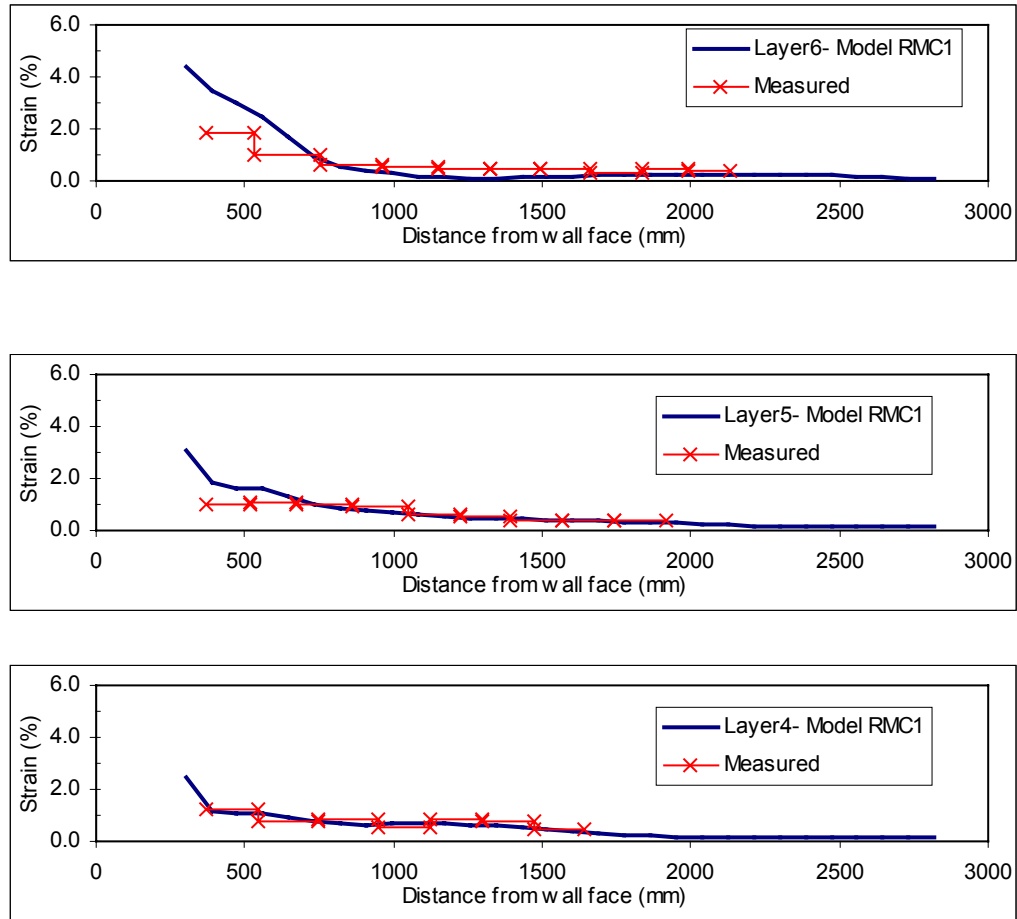 6.0
Layer6- Model RMC1
4.0
Measured
Strain (%)
2.0
0.0
0 500 1000 1500 2000 2500 3000
Distance from wall face (mm)
6.0
Layer5- Model RMC1
4.0
Measured
Strain (%)
2.0
0.0
0 500 1000 1500 2000 2500 3000
Distance from wall face (mm)
6.0
Layer4- Model RMC1
4.0
Measured
Strain (%)
2.0
0.0
0 500 1000 1500 2000 2500 3000
Distance from wall face (mm)